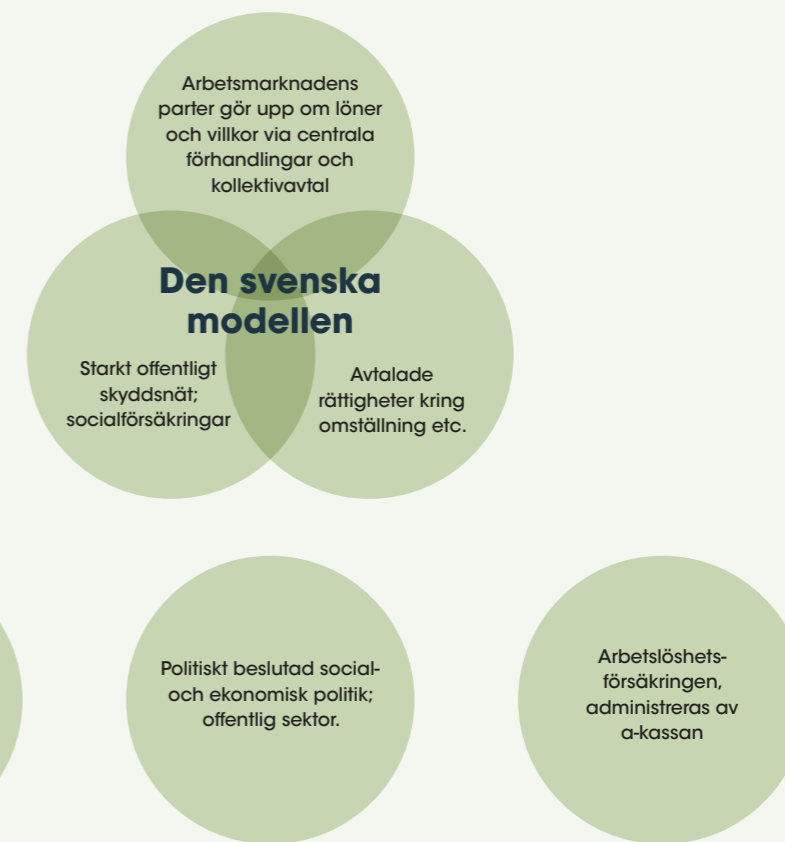 Arbetsmarknadens
parter gör upp om löner
och villkor via centrala
förhandlingar och
kollektivavtal
Den svenska
modellen
Starkt offentligt
skyddsnät;
socialförsäkringar
Avtalade
rättigheter kring
omställning etc.
Politiskt beslutad social-
och ekonomisk politik;
offentlig sektor.
Arbetslöshets-
försäkringen,
administreras av
a-kassan